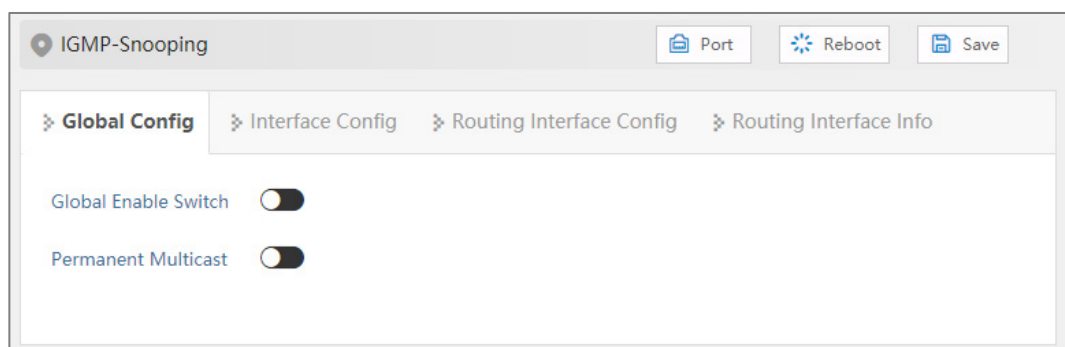 IGMP-Snooping Port Reboot Save
Global Config Interface Config Routing Interface Config Routing Interface Info
Global Enable Switch
Permanent Multicast